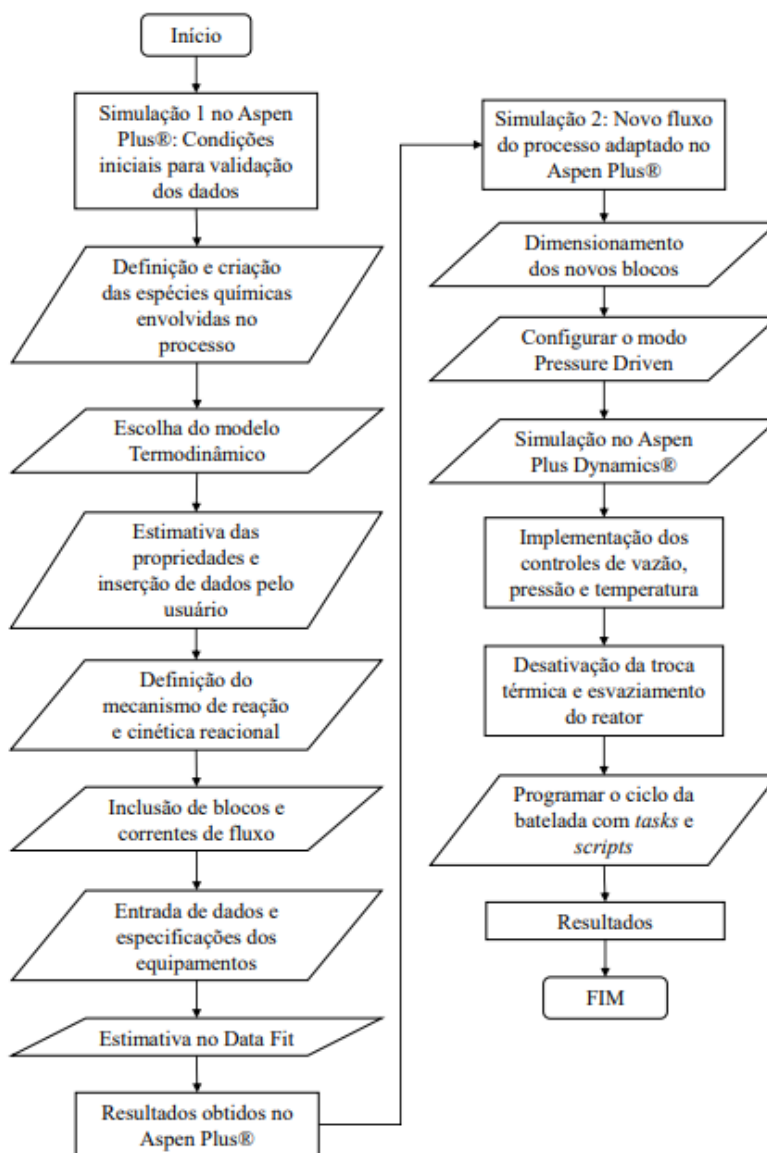 Início
Simulação 1 no Aspen
Plus®: Condições
iniciais para validação
dos dados
Definição e criação
das espécies químicas
envolvidas no
processo
Escolha do modelo
Termodinâmico
Estimativa das
propriedades e
inserção de dados pelo
usuário
Definição do
mecanismo de reação
e cinética reacional
Inclusão de blocos e
correntes de fluxo
Entrada de dados e
especificações dos
equipamentos
Estimativa no Data Fit
Resultados obtidos no
Aspen Plus®
Simulação 2: Novo fluxo
do processo adaptado no
Aspen Plus®
Dimensionamento
dos novos blocos
Configurar o modo
Pressure Driven
Simulação no Aspen
Plus Dynamics®
Implementação dos
controles de vazão,
pressão e temperatura
Desativação da troca
térmica e esvaziamento
do reator
Programar o ciclo da
batelada com tasks e
scripts
Resultados
FIM